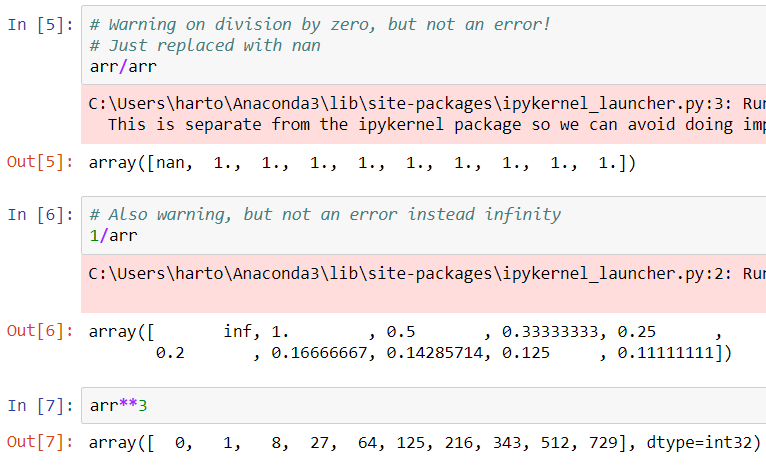 In [5]: # Warning on division by zero, but not an error!
# Just replaced with nan
arr/arr
C:\Users\harto\Anaconda3\lib\site-packages\ipykernel_launcher.py:3: Run
This is separate from the ipykernel package so we can avoid doing imp
Out[5]: array([nan,  1.,  1.,  1.,  1.,  1.,  1.,  1.,  1.,  1.])
In [6]: # Also warning, but not an error instead infinity
1/arr
C:\Users\harto\Anaconda3\lib\site-packages\ipykernel_launcher.py:2: Run
Out[6]: array([       inf, 1.        , 0.5       , 0.33333333, 0.25      ,
0.2       , 0.16666667, 0.14285714, 0.125     , 0.11111111])
In [7]: arr**3
Out[7]: array([  0,   1,   8,  27,  64, 125, 216, 343, 512, 729], dtype=int32)